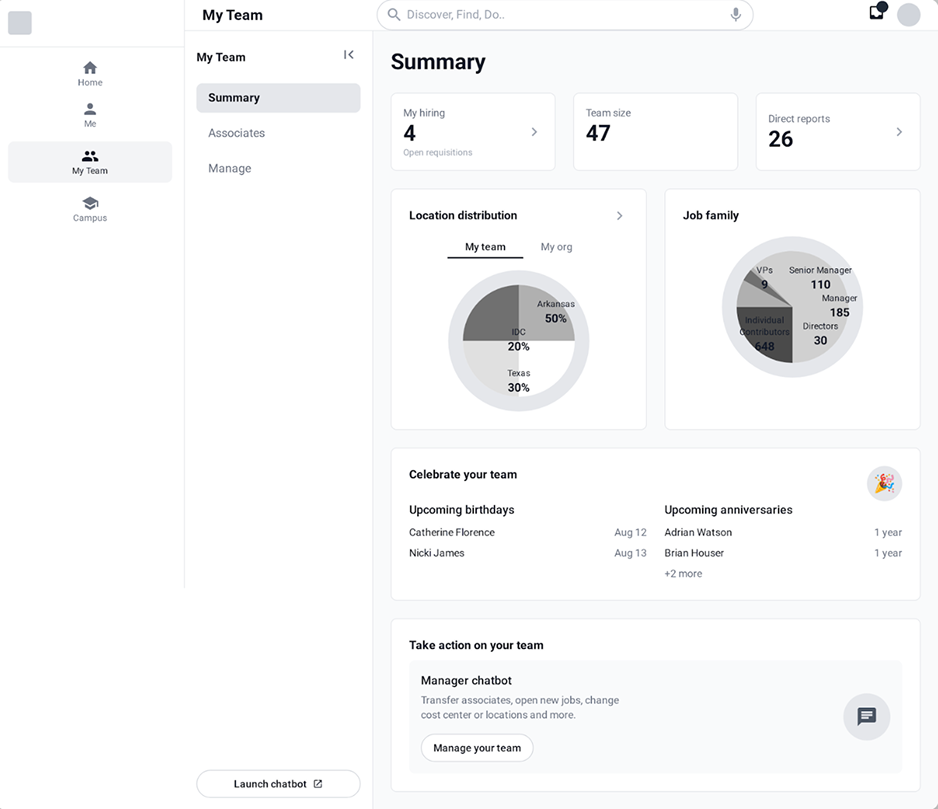 My Team
Discover, Find, Do..
Home
Me
My Team
Campus
My Team
Summary
Associates
Manage
Launch chatbot
Summary
My hiring
4
Open requisitions
Team size
47
Direct reports
26
Location distribution
My team
My org
Arkansas
50%
IDC
20%
Texas
30%
Job family
VPs
9
Senior Manager
110
Manager
185
Directors
30
Individual
Contributors
648
Celebrate your team
Upcoming birthdays
Catherine Florence Aug 12
Nicki James Aug 13
Upcoming anniversaries
Adrian Watson 1 year
Brian Houser 1 year
+2 more
Take action on your team
Manager chatbot
Transfer associates, open new jobs, change
cost center or locations and more.
Manage your team